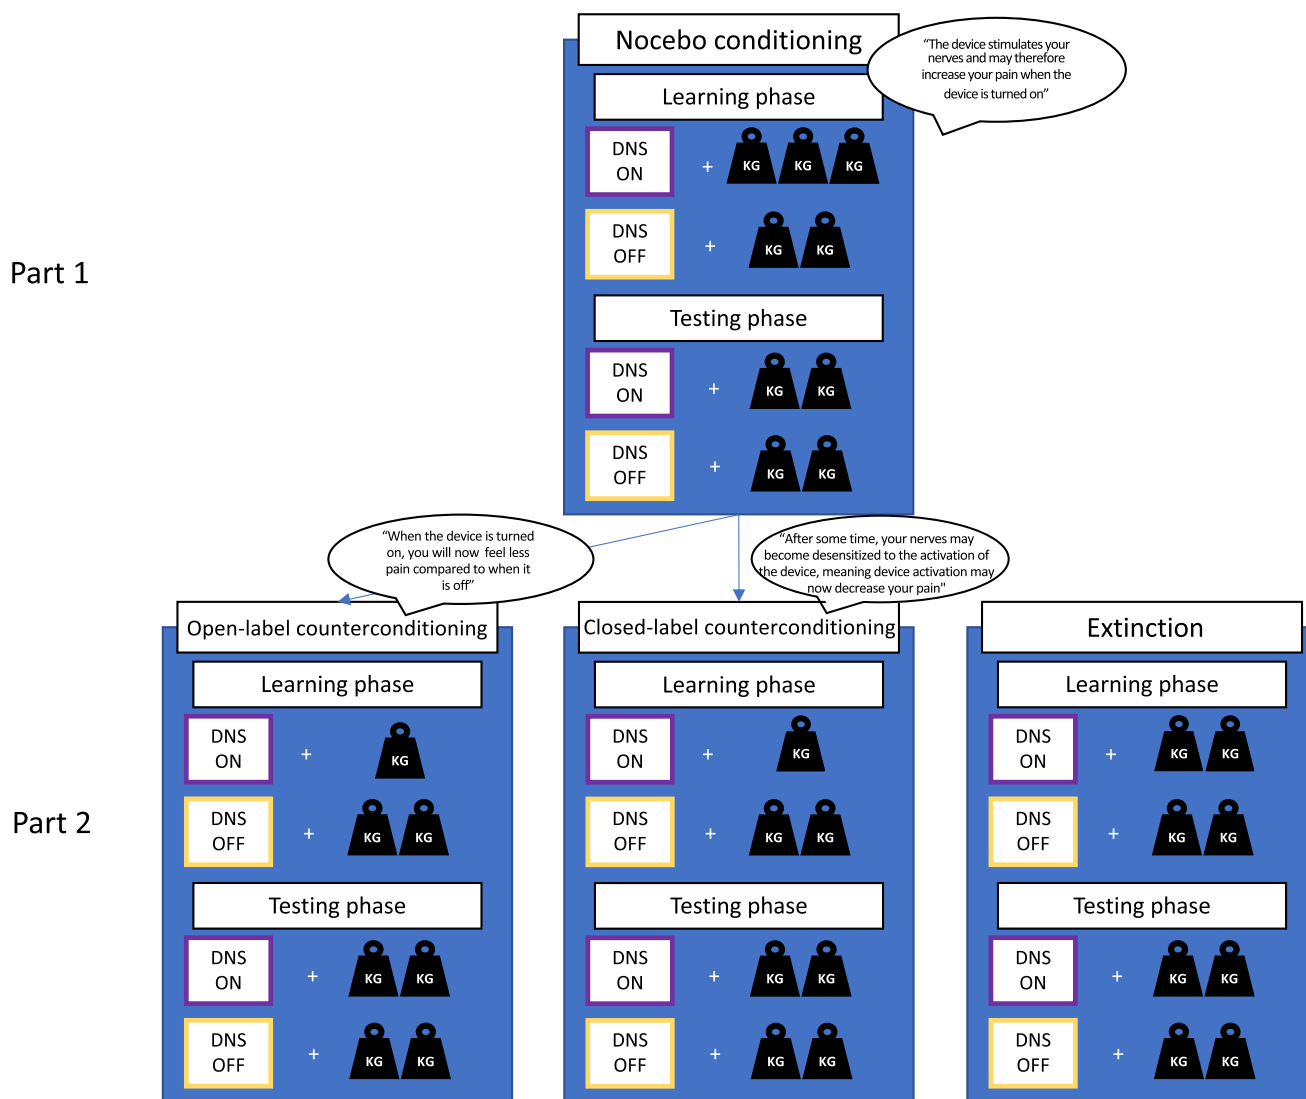 Nocebo conditioning
“The device stimulates your
nerves and may therefore
increase your pain when the
device is turned on”
Learning phase
DNS
ON
+
KG KG KG
DNS
OFF
+
KG KG
Part 1
Testing phase
DNS
ON
+
KG KG
DNS
OFF
+
KG KG
“When the device is turned
on, you will now feel less
pain compared to when it
is off”
“After some time, your nerves may
become desensitized to the activation of
the device, meaning device activation may
now decrease your pain"
Open-label counterconditioning
Learning phase
DNS
ON
+
KG
DNS
OFF
+
KG KG
Testing phase
DNS
ON
+
KG KG
DNS
OFF
+
KG KG
Closed-label counterconditioning
Learning phase
DNS
ON
+
KG
DNS
OFF
+
KG KG
Testing phase
DNS
ON
+
KG KG
DNS
OFF
+
KG KG
Extinction
Learning phase
DNS
ON
+
KG KG
DNS
OFF
+
KG KG
Testing phase
DNS
ON
+
KG KG
DNS
OFF
+
KG KG
Part 2